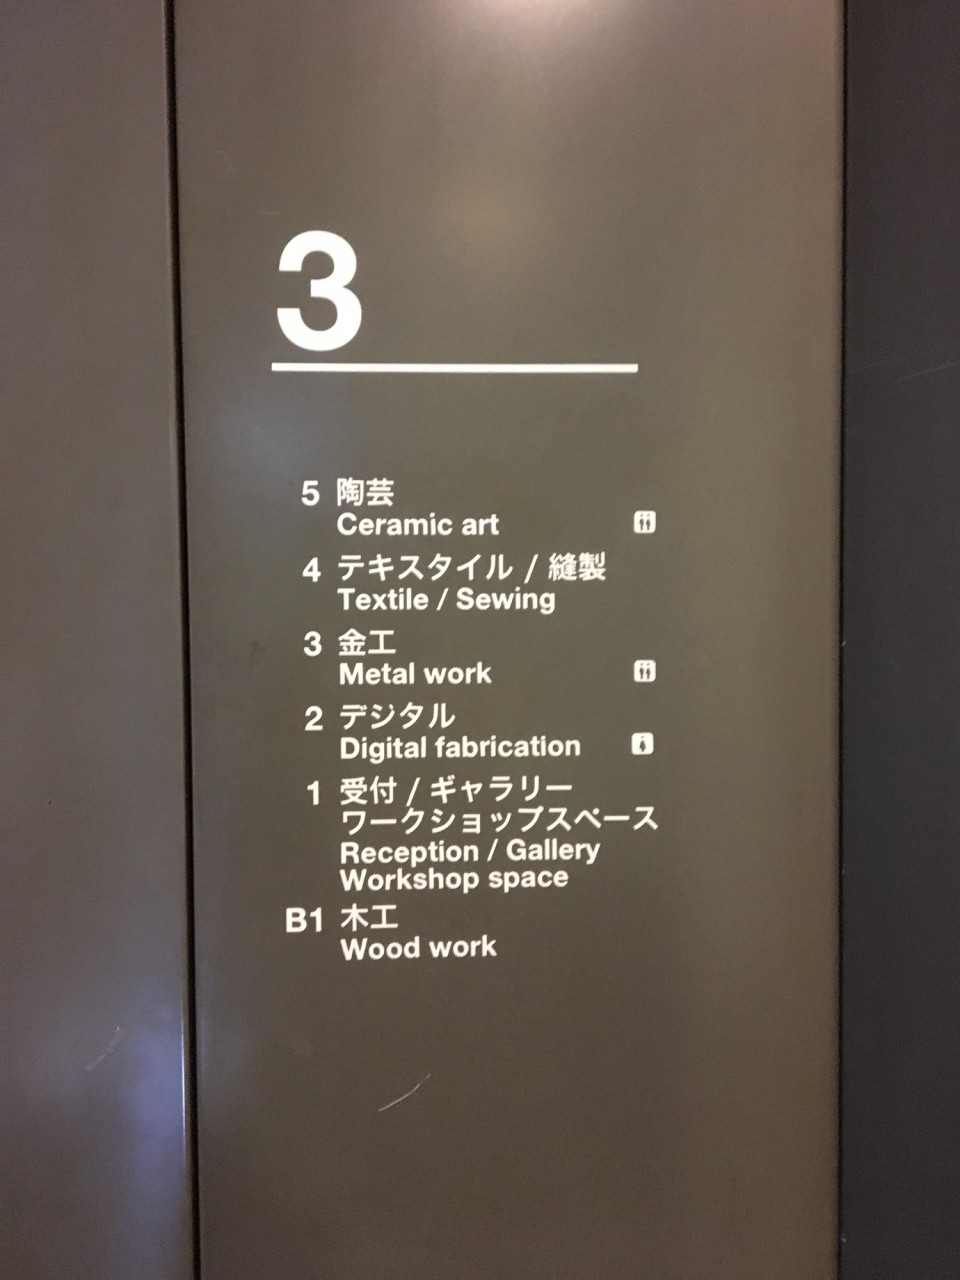 3
5 陶芸
Ceramic art
4 テキスタイル / 縫製
Textile / Sewing
3 金工
Metal work
2 デジタル
Digital fabrication
1 受付 / ギャラリー
ワークショップスペース
Reception / Gallery
Workshop space
B1 木工
Wood work